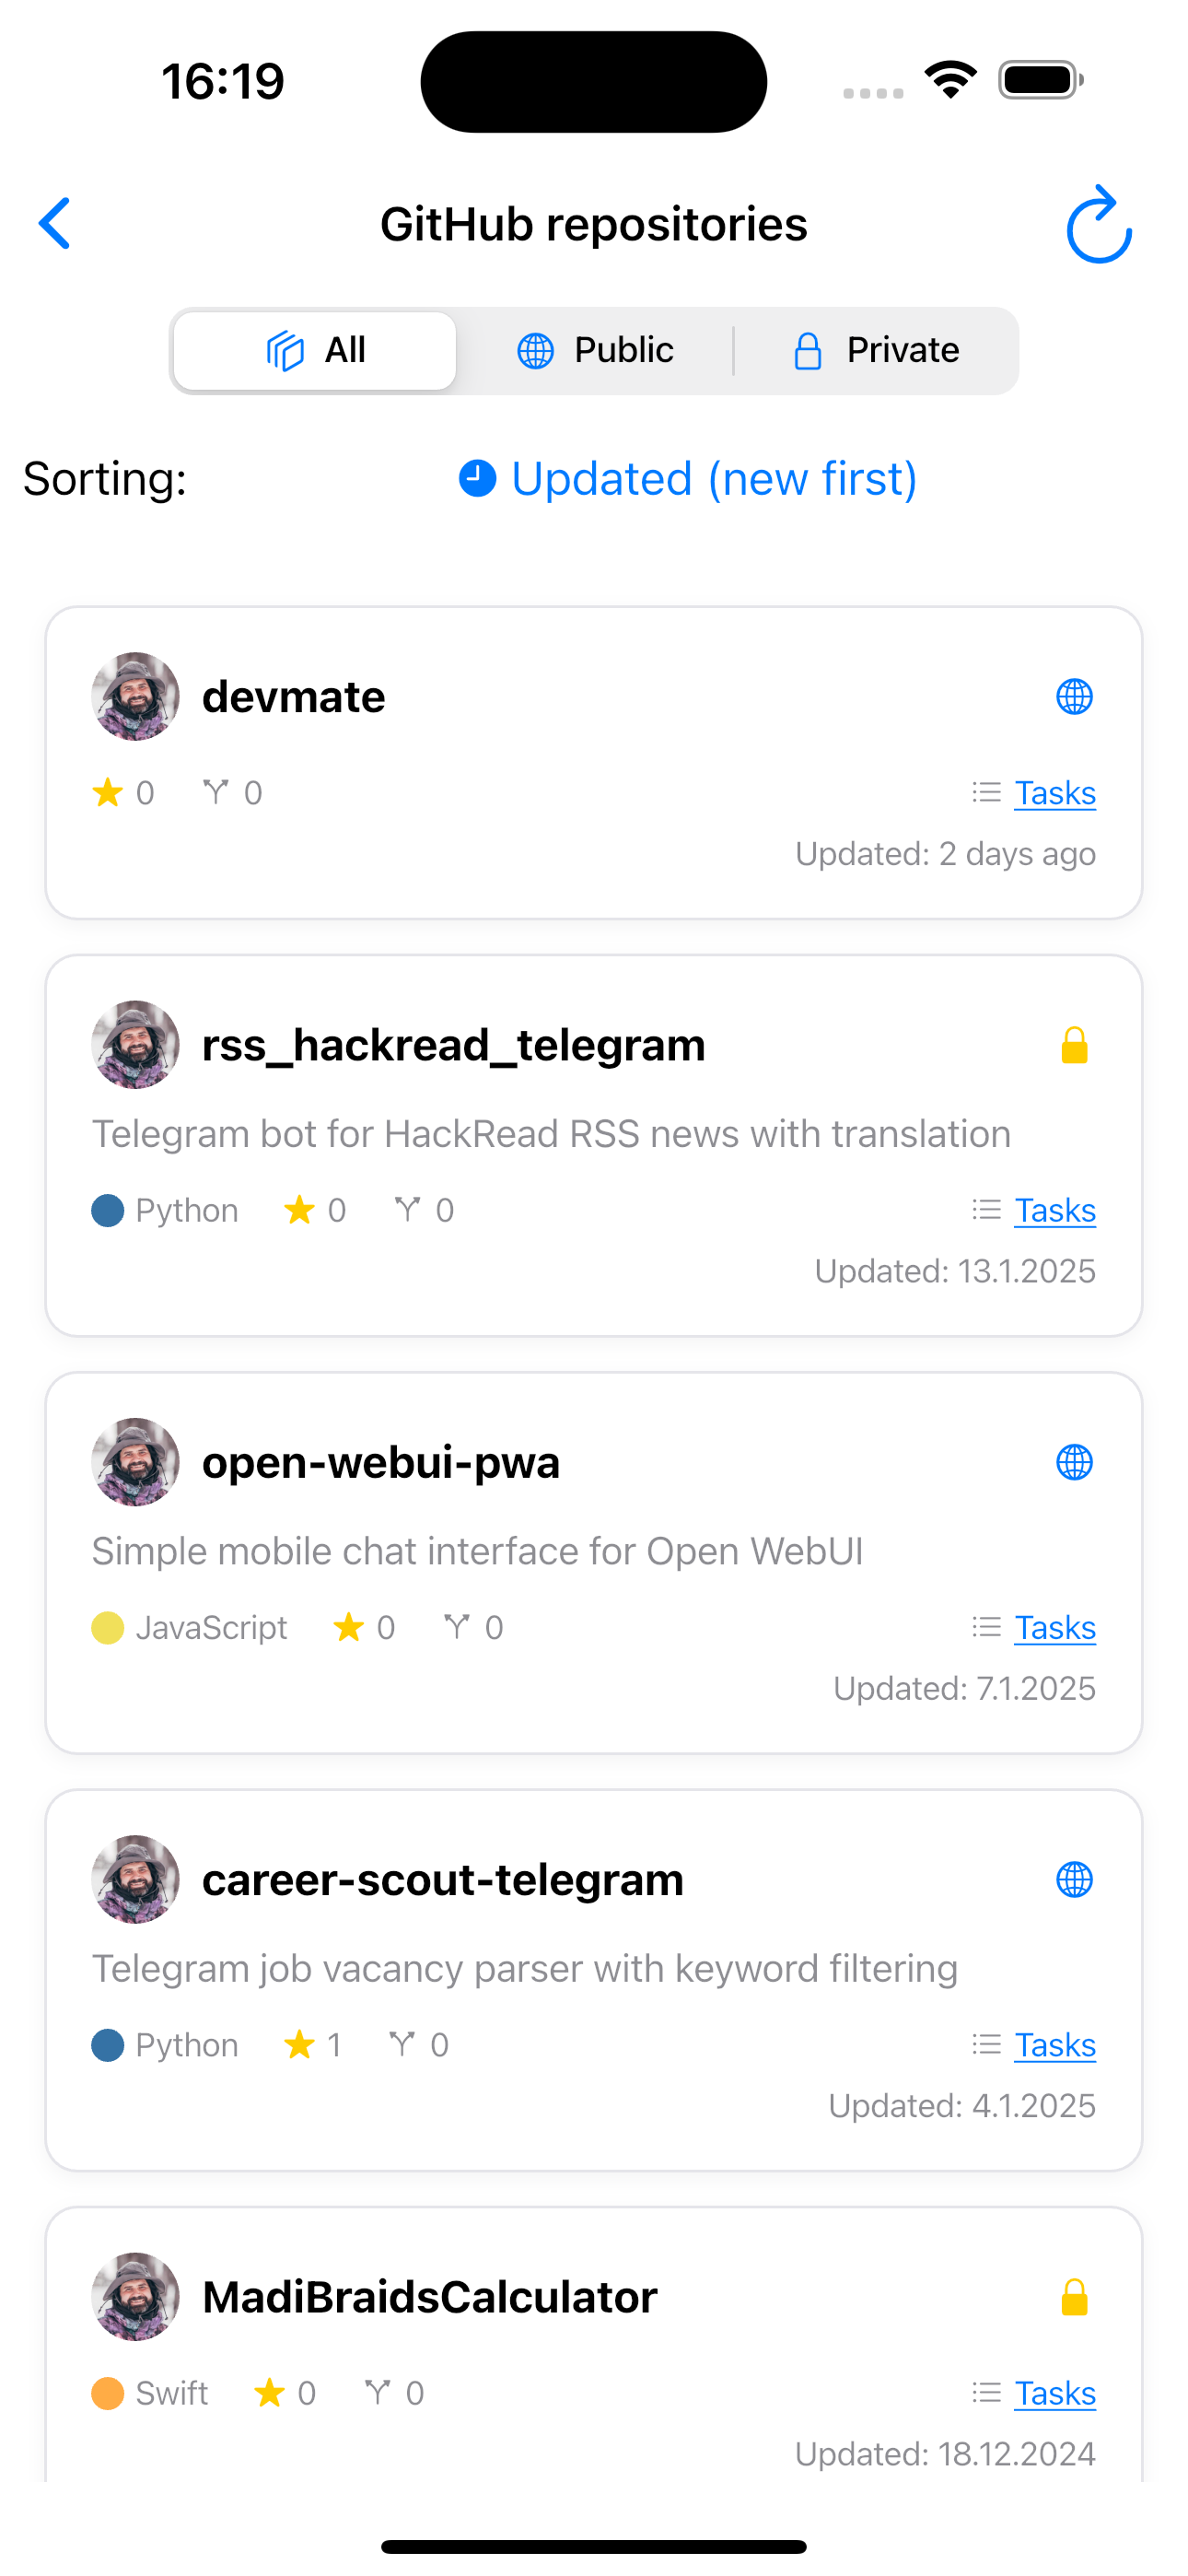 16:19
GitHub repositories
All Public Private
Sorting: Updated (new first)
devmate
0 0 Tasks
Updated: 2 days ago
rss_hackread_telegram
Telegram bot for HackRead RSS news with translation
Python 0 0 Tasks
Updated: 13.1.2025
open-webui-pwa
Simple mobile chat interface for Open WebUI
JavaScript 0 0 Tasks
Updated: 7.1.2025
career-scout-telegram
Telegram job vacancy parser with keyword filtering
Python 1 0 Tasks
Updated: 4.1.2025
MadiBraidsCalculator
Swift 0 0 Tasks
Updated: 18.12.2024